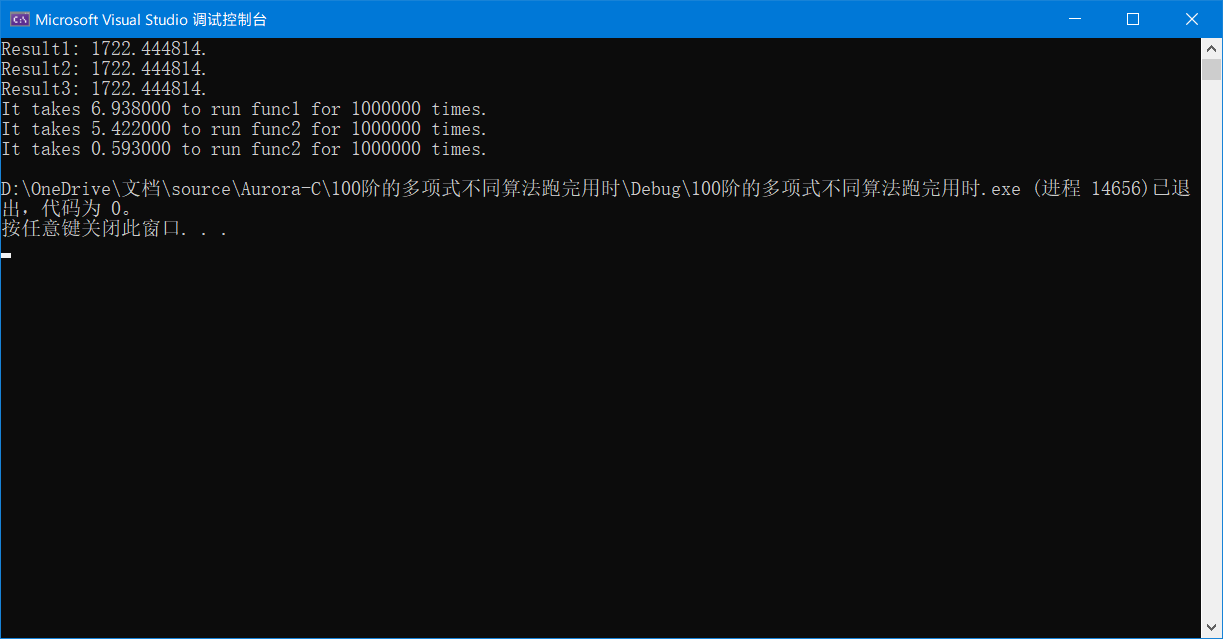 Microsoft Visual Studio 调试控制台
Result1: 1722.444814.
Result2: 1722.444814.
Result3: 1722.444814.
It takes 6.938000 to run func1 for 1000000 times.
It takes 5.422000 to run func2 for 1000000 times.
It takes 0.593000 to run func2 for 1000000 times.
D:\OneDrive\文档\source\Aurora-C\100阶的多项式不同算法跑完用时\Debug\100阶的多项式不同算法跑完用时.exe (进程 14656)已退
出，代码为 0。
按任意键关闭此窗口. . .